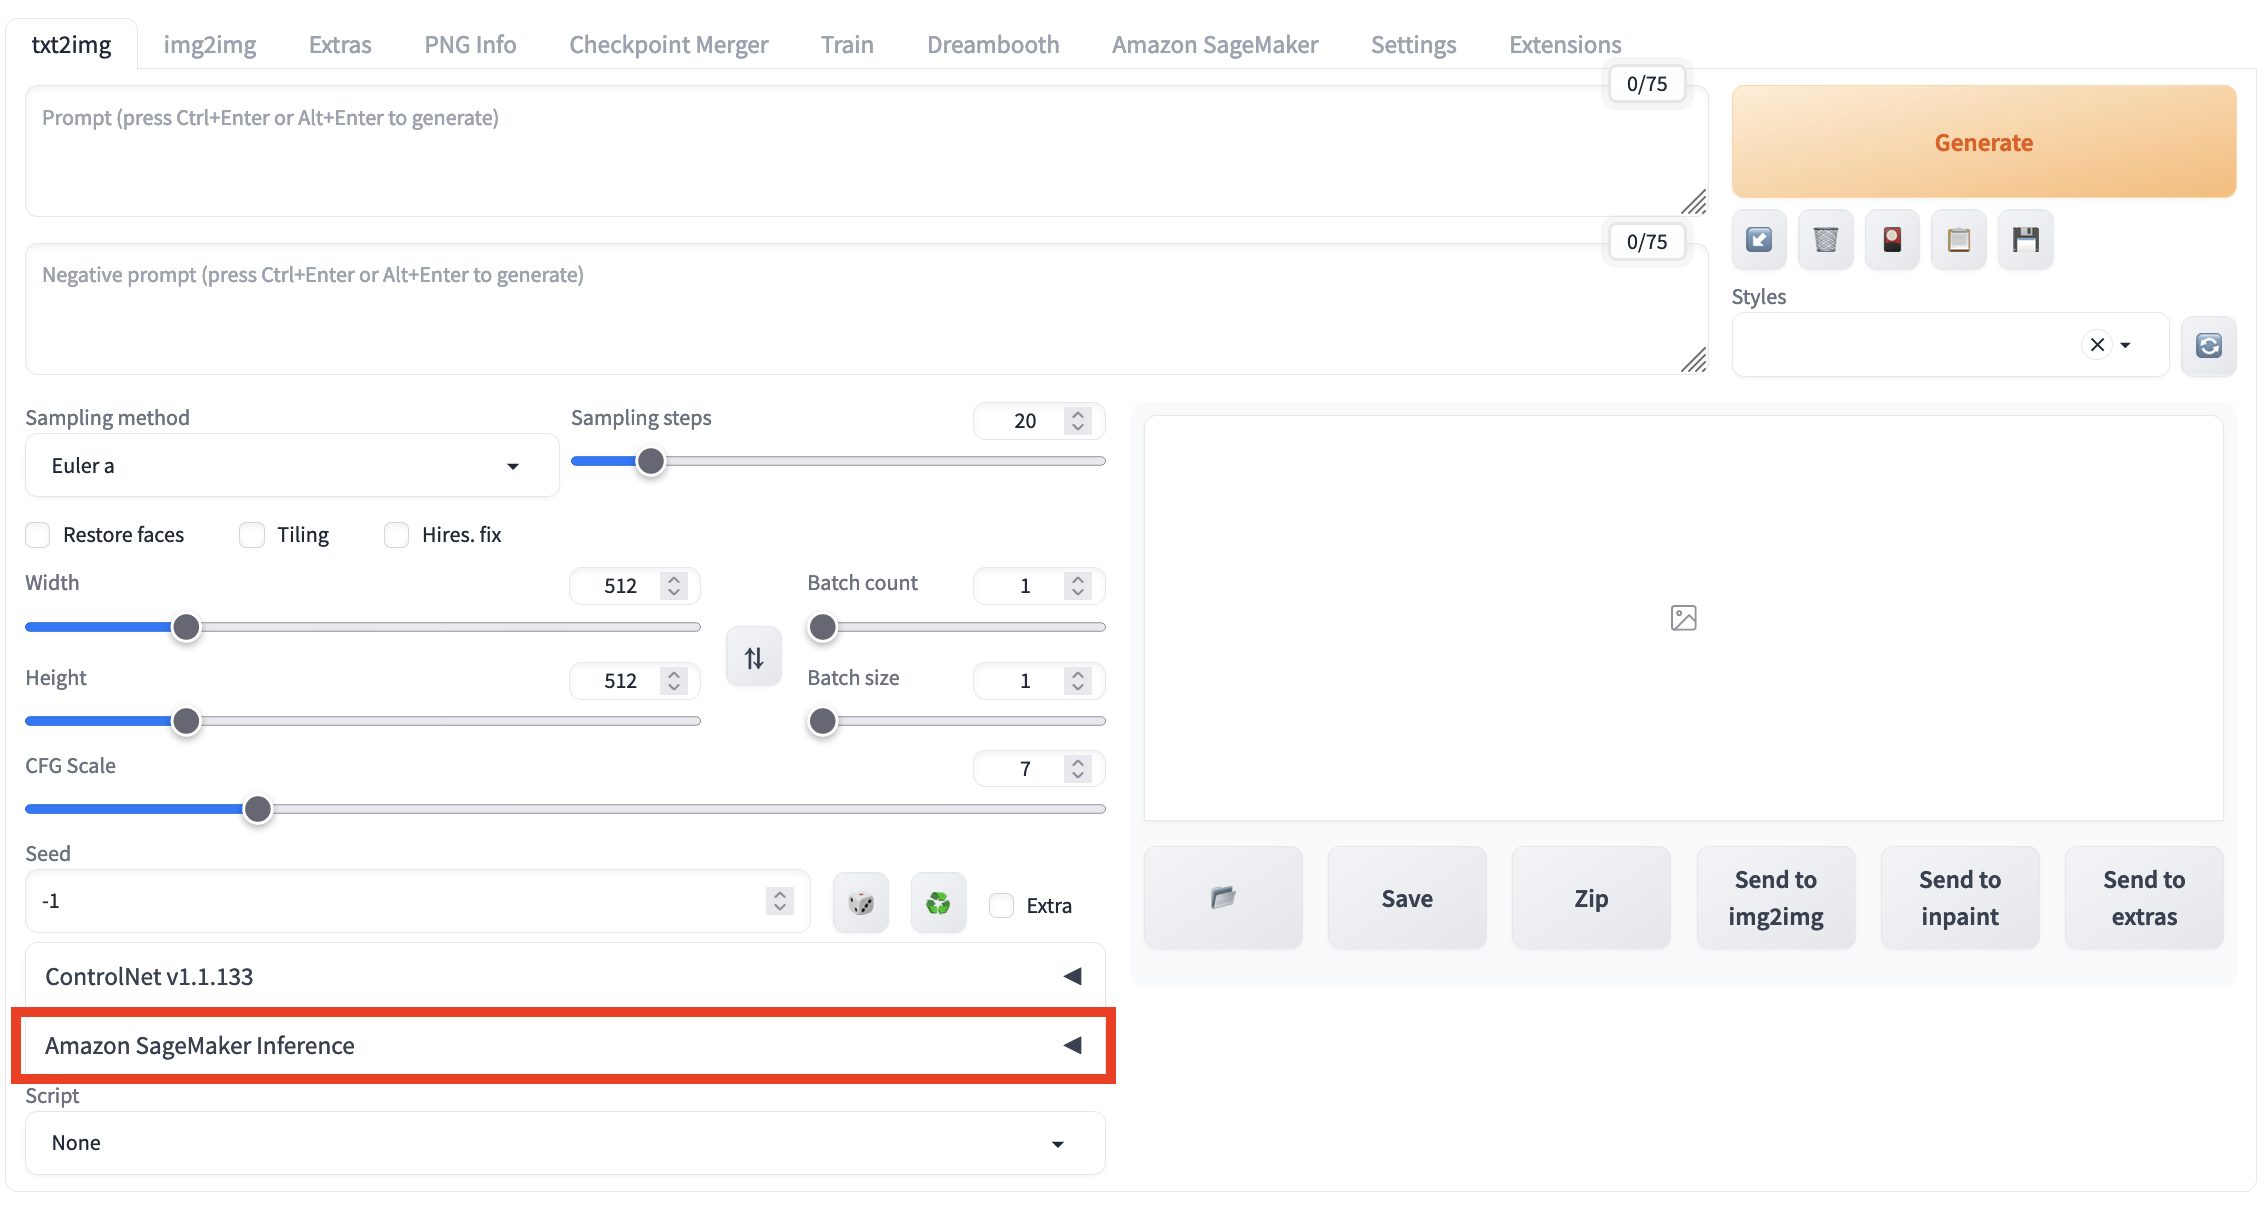 txt2img
img2img
Extras
PNG Info
Checkpoint Merger
Train
Dreambooth
Amazon SageMaker
Settings
Extensions
0/75
Prompt (press Ctrl+Enter or Alt+Enter to generate)
Generate
0/75
Negative prompt (press Ctrl+Enter or Alt+Enter to generate)
Styles
Sampling method
Euler a
Sampling steps
20
Restore faces
Tiling
Hires. fix
Width
512
Batch count
1
Height
512
Batch size
1
CFG Scale
7
Seed
-1
Extra
ControlNet v1.1.133
Amazon SageMaker Inference
Script
None
Save
Zip
Send to
img2img
Send to
inpaint
Send to
extras